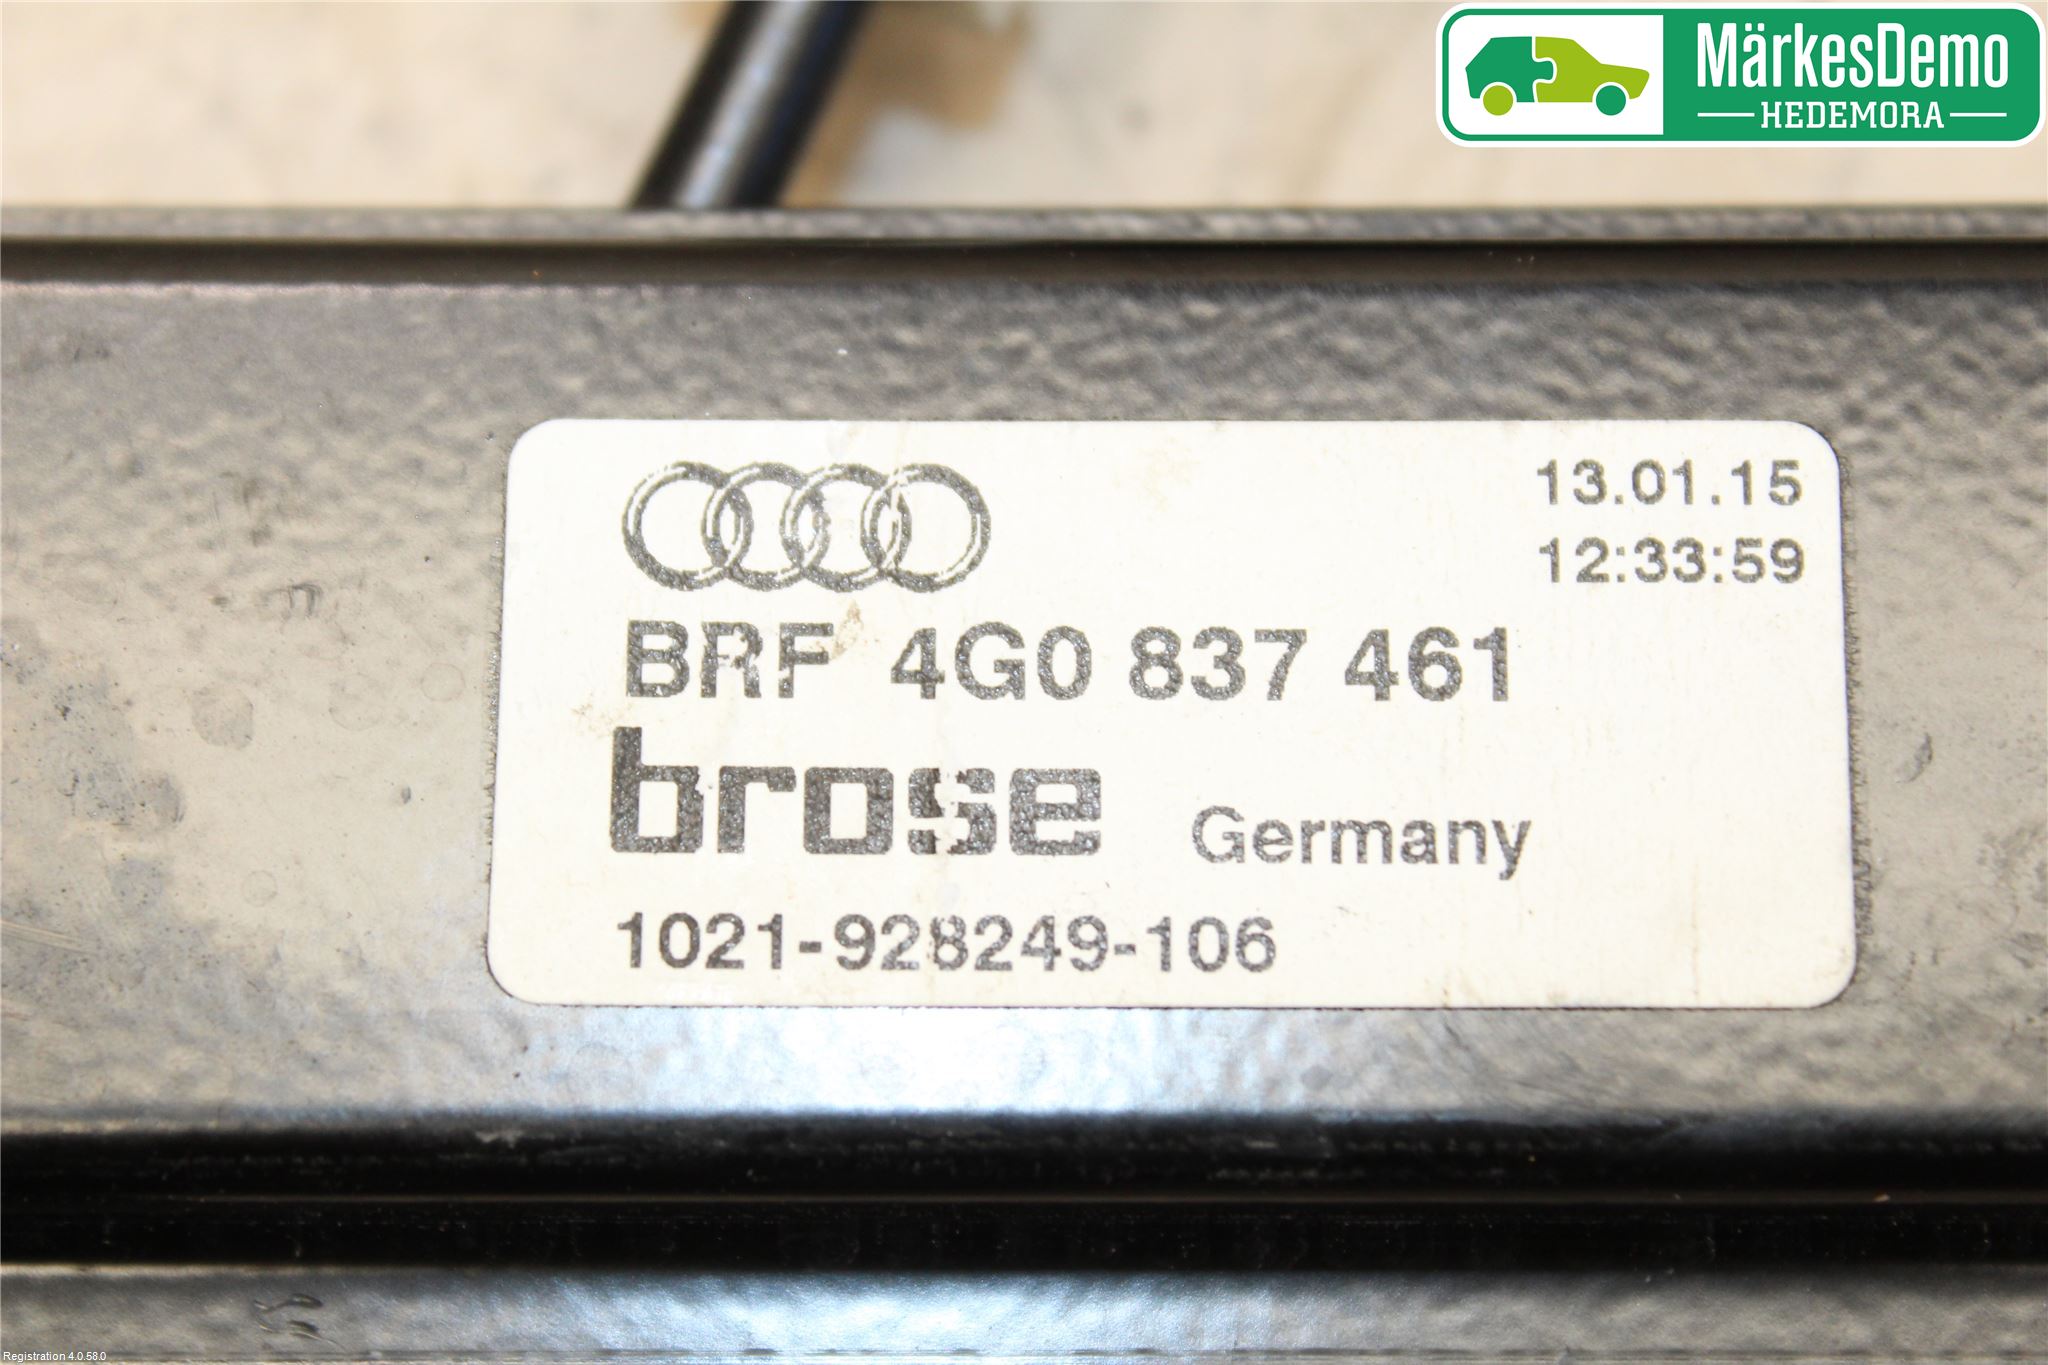 MärkesDemo
HEDEMORA
13.01.15
12:33:59
BRF 4G0 837 461
brose Germany
1021-928249-106
Registration 4.0.58.0